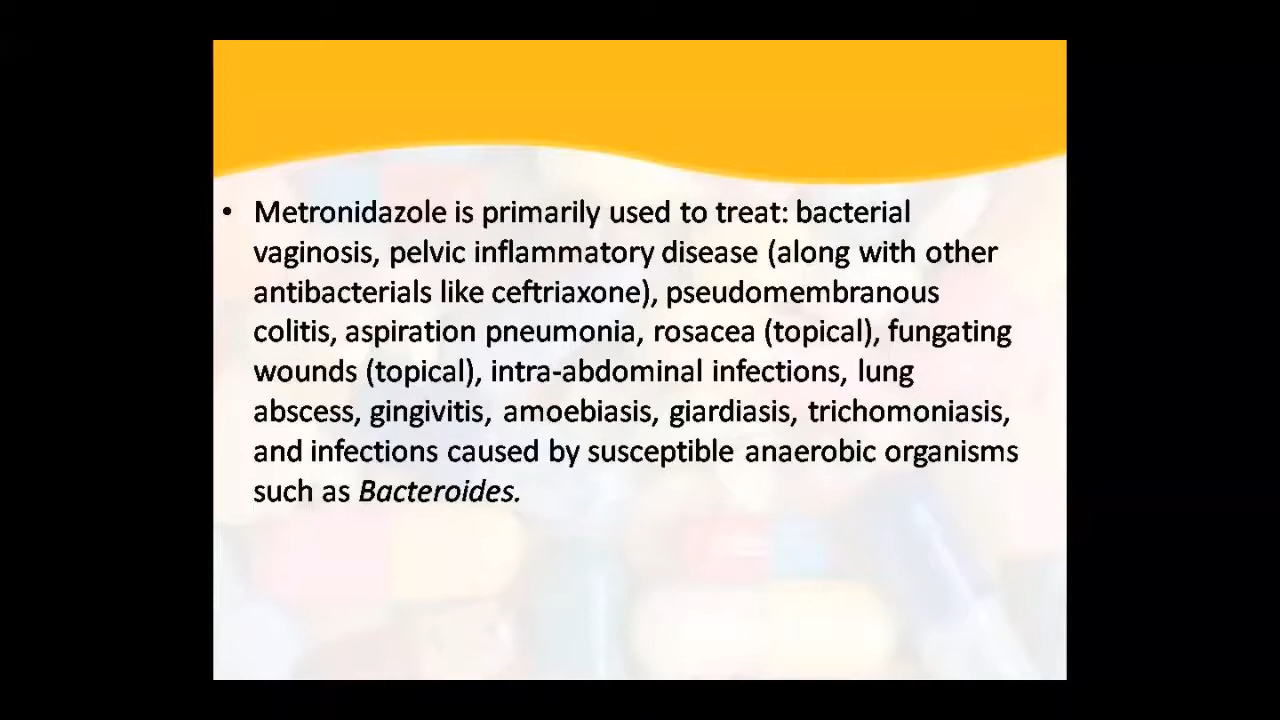 • Metronidazole is primarily used to treat: bacterial
vaginosis, pelvic inflammatory disease (along with other
antibacterials like ceftriaxone), pseudomembranous
colitis, aspiration pneumonia, rosacea (topical), fungating
wounds (topical), intra-abdominal infections, lung
abscess, gingivitis, amoebiasis, giardiasis, trichomoniasis,
and infections caused by susceptible anaerobic organisms
such as Bacteroides.